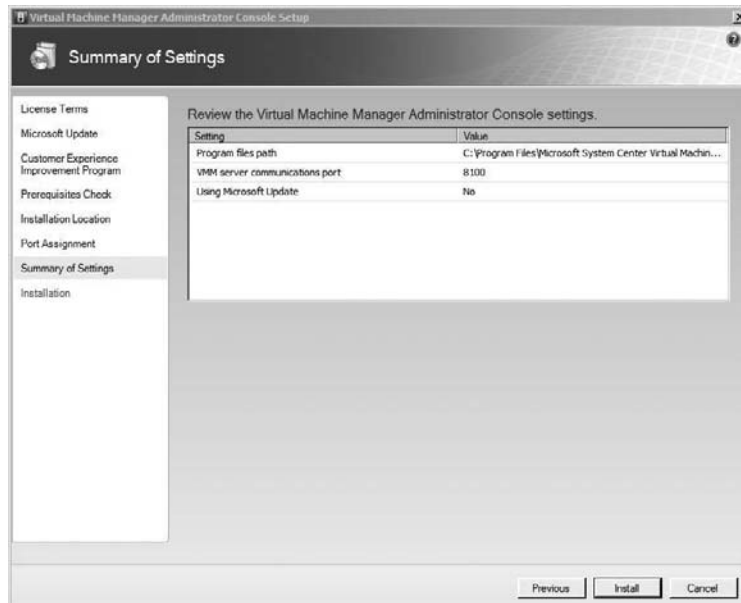 Virtual Machine Manager Administrator Console Setup
Summary of Settings
License Terms
Microsoft Update
Customer Experience
Improvement Program
Prerequisites Check
Installation Location
Port Assignment
Summary of Settings
Installation
Review the Virtual Machine Manager Administrator Console settings.
Setting Value
Program files path C:\Program Files\Microsoft System Center Virtual Machin...
VMM server communications port 8100
Using Microsoft Update No
Previous Install Cancel